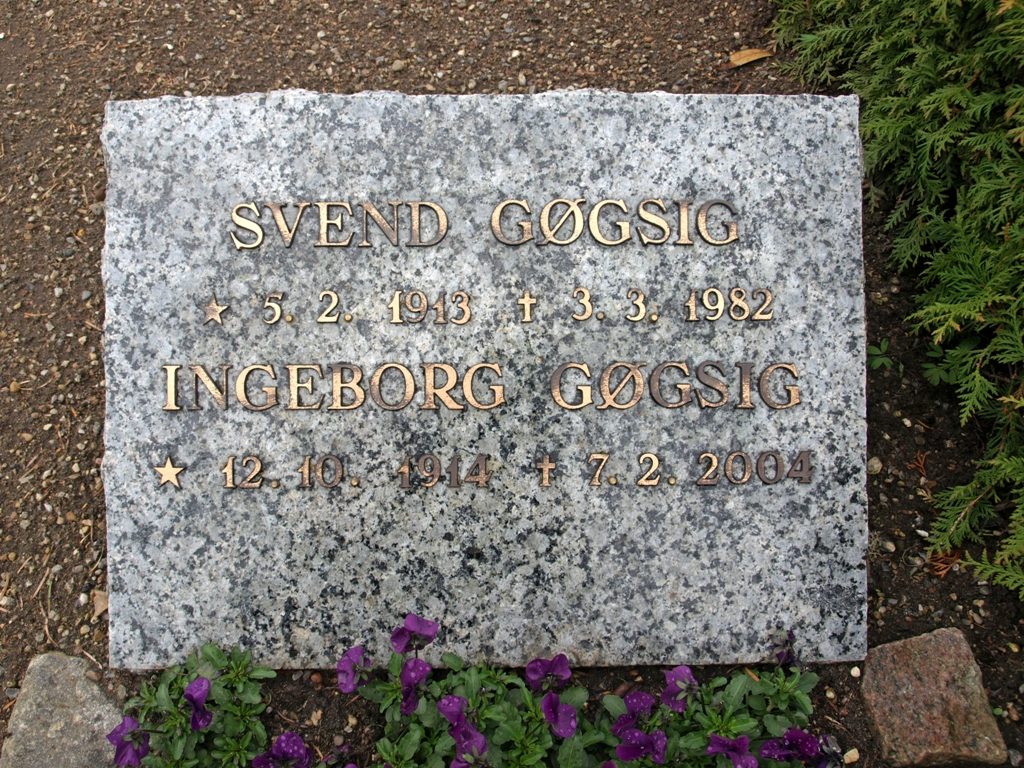 SVEND GØGSIG
★ 5. 2. 1913 ✝ 3. 3. 1982
INGEBORG GØGSIG
★ 12. 10. 1914 ✝ 7. 2. 2004